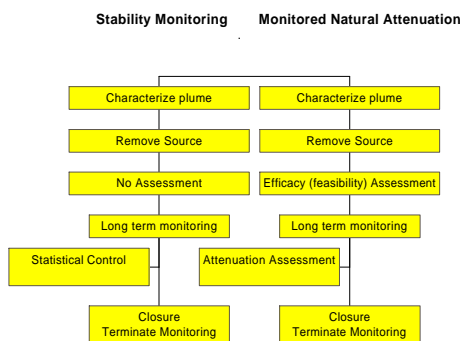 Stability Monitoring
Monitored Natural Attenuation
Characterize plume
Characterize plume
Remove Source
Remove Source
No Assessment
Efficacy (feasibility) Assessment
Long term monitoring
Long term monitoring
Statistical Control
Attenuation Assessment
Closure
Terminate Monitoring
Closure
Terminate Monitoring